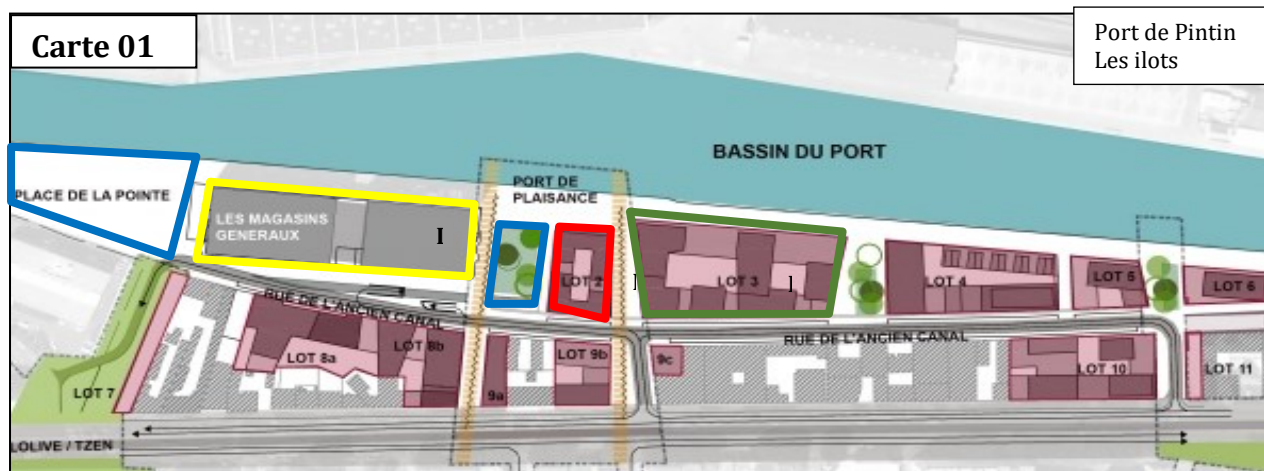 Carte 01
Port de Pintin
Les ilots
BASSIN DU PORT
PLACE DE LA POINTE
PORT DE
PLAISANCE
LES MAGASINS
GENERAUX
I
LOT 2
LOT 3
LOT 4
LOT 5
LOT 6
RUE DE L'ANCIEN CANAL
RUE DE L'ANCIEN CANAL
LOT 7
LOT 8a
LOT 8b
9a
LOT 9b
9c
LOT 10
LOT 11
LOLIVE / TZEN